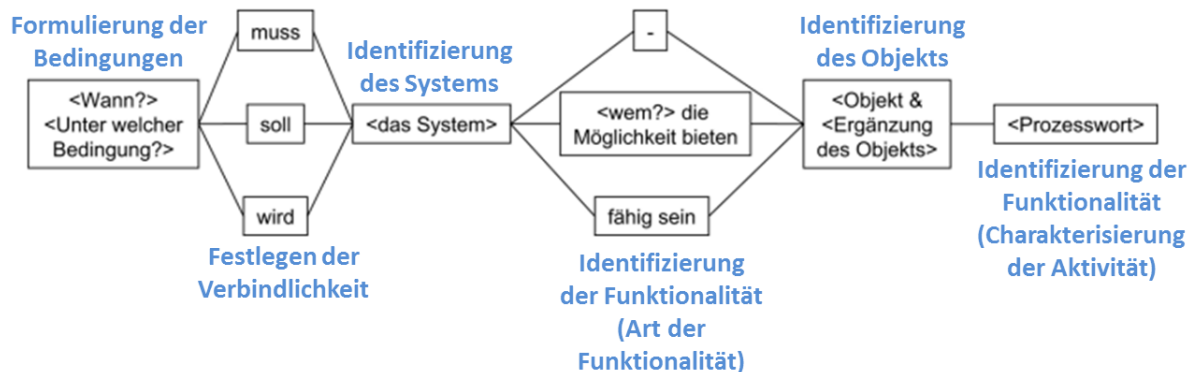 Formulierung der
Bedingungen
<Wann?>
<Unter welcher
Bedingung?>
muss
soll
wird
Festlegen der
Verbindlichkeit
Identifizierung
des Systems
<das System>
-
<wem?> die
Möglichkeit bieten
fähig sein
Identifizierung
der Funktionalität
(Art der
Funktionalität)
Identifizierung
des Objekts
<Objekt &
<Ergänzung
des Objekts>
<Prozesswort>
Identifizierung der
Funktionalität
(Charakterisierung
der Aktivität)